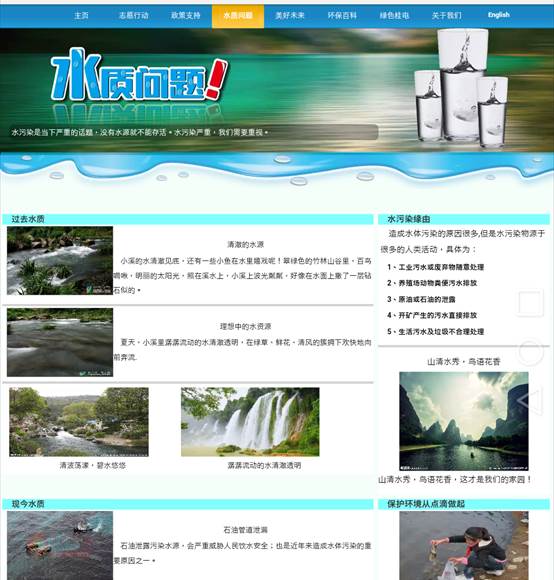 主页 志愿行动 政策支持 水质问题 美好未来 环保百科 绿色桂电 关于我们 English
水质问题!
水污染是当下严重的话题,没有水源就不能存活。水污染严重,我们需要重视。
过去水质
清澈的水源
小溪的水清澈见底,还有一些小鱼在水里嬉戏呢!翠绿色的竹林山谷里,百鸟
啁啾,明丽的太阳光,照在溪水上,小溪上波光粼粼,好像在水面上撒了一层钻
石似的。
理想中的水资源
夏天,小溪里潺潺流动的水清澈透明,在绿草、鲜花、清风的簇拥下欢快地向
前奔流.
清波荡漾,碧水悠悠
潺潺流动的水清澈透明
水污染缘由
造成水体污染的原因很多,但是水污染物源于
很多的人类活动,具体为:
1、工业污水或废弃物随意处理
2、养殖场动物粪便污水排放
3、原油或石油的泄露
4、开矿产生的污水直接排放
5、生活污水及垃圾不合理处理
山清水秀,鸟语花香
山清水秀,鸟语花香,这才是我们的家园!
现今水质
石油管道泄漏
石油泄露污染水源,会严重威胁人民饮水安全;也是近年来造成水体污染的重
要原因之一。
保护环境从点滴做起